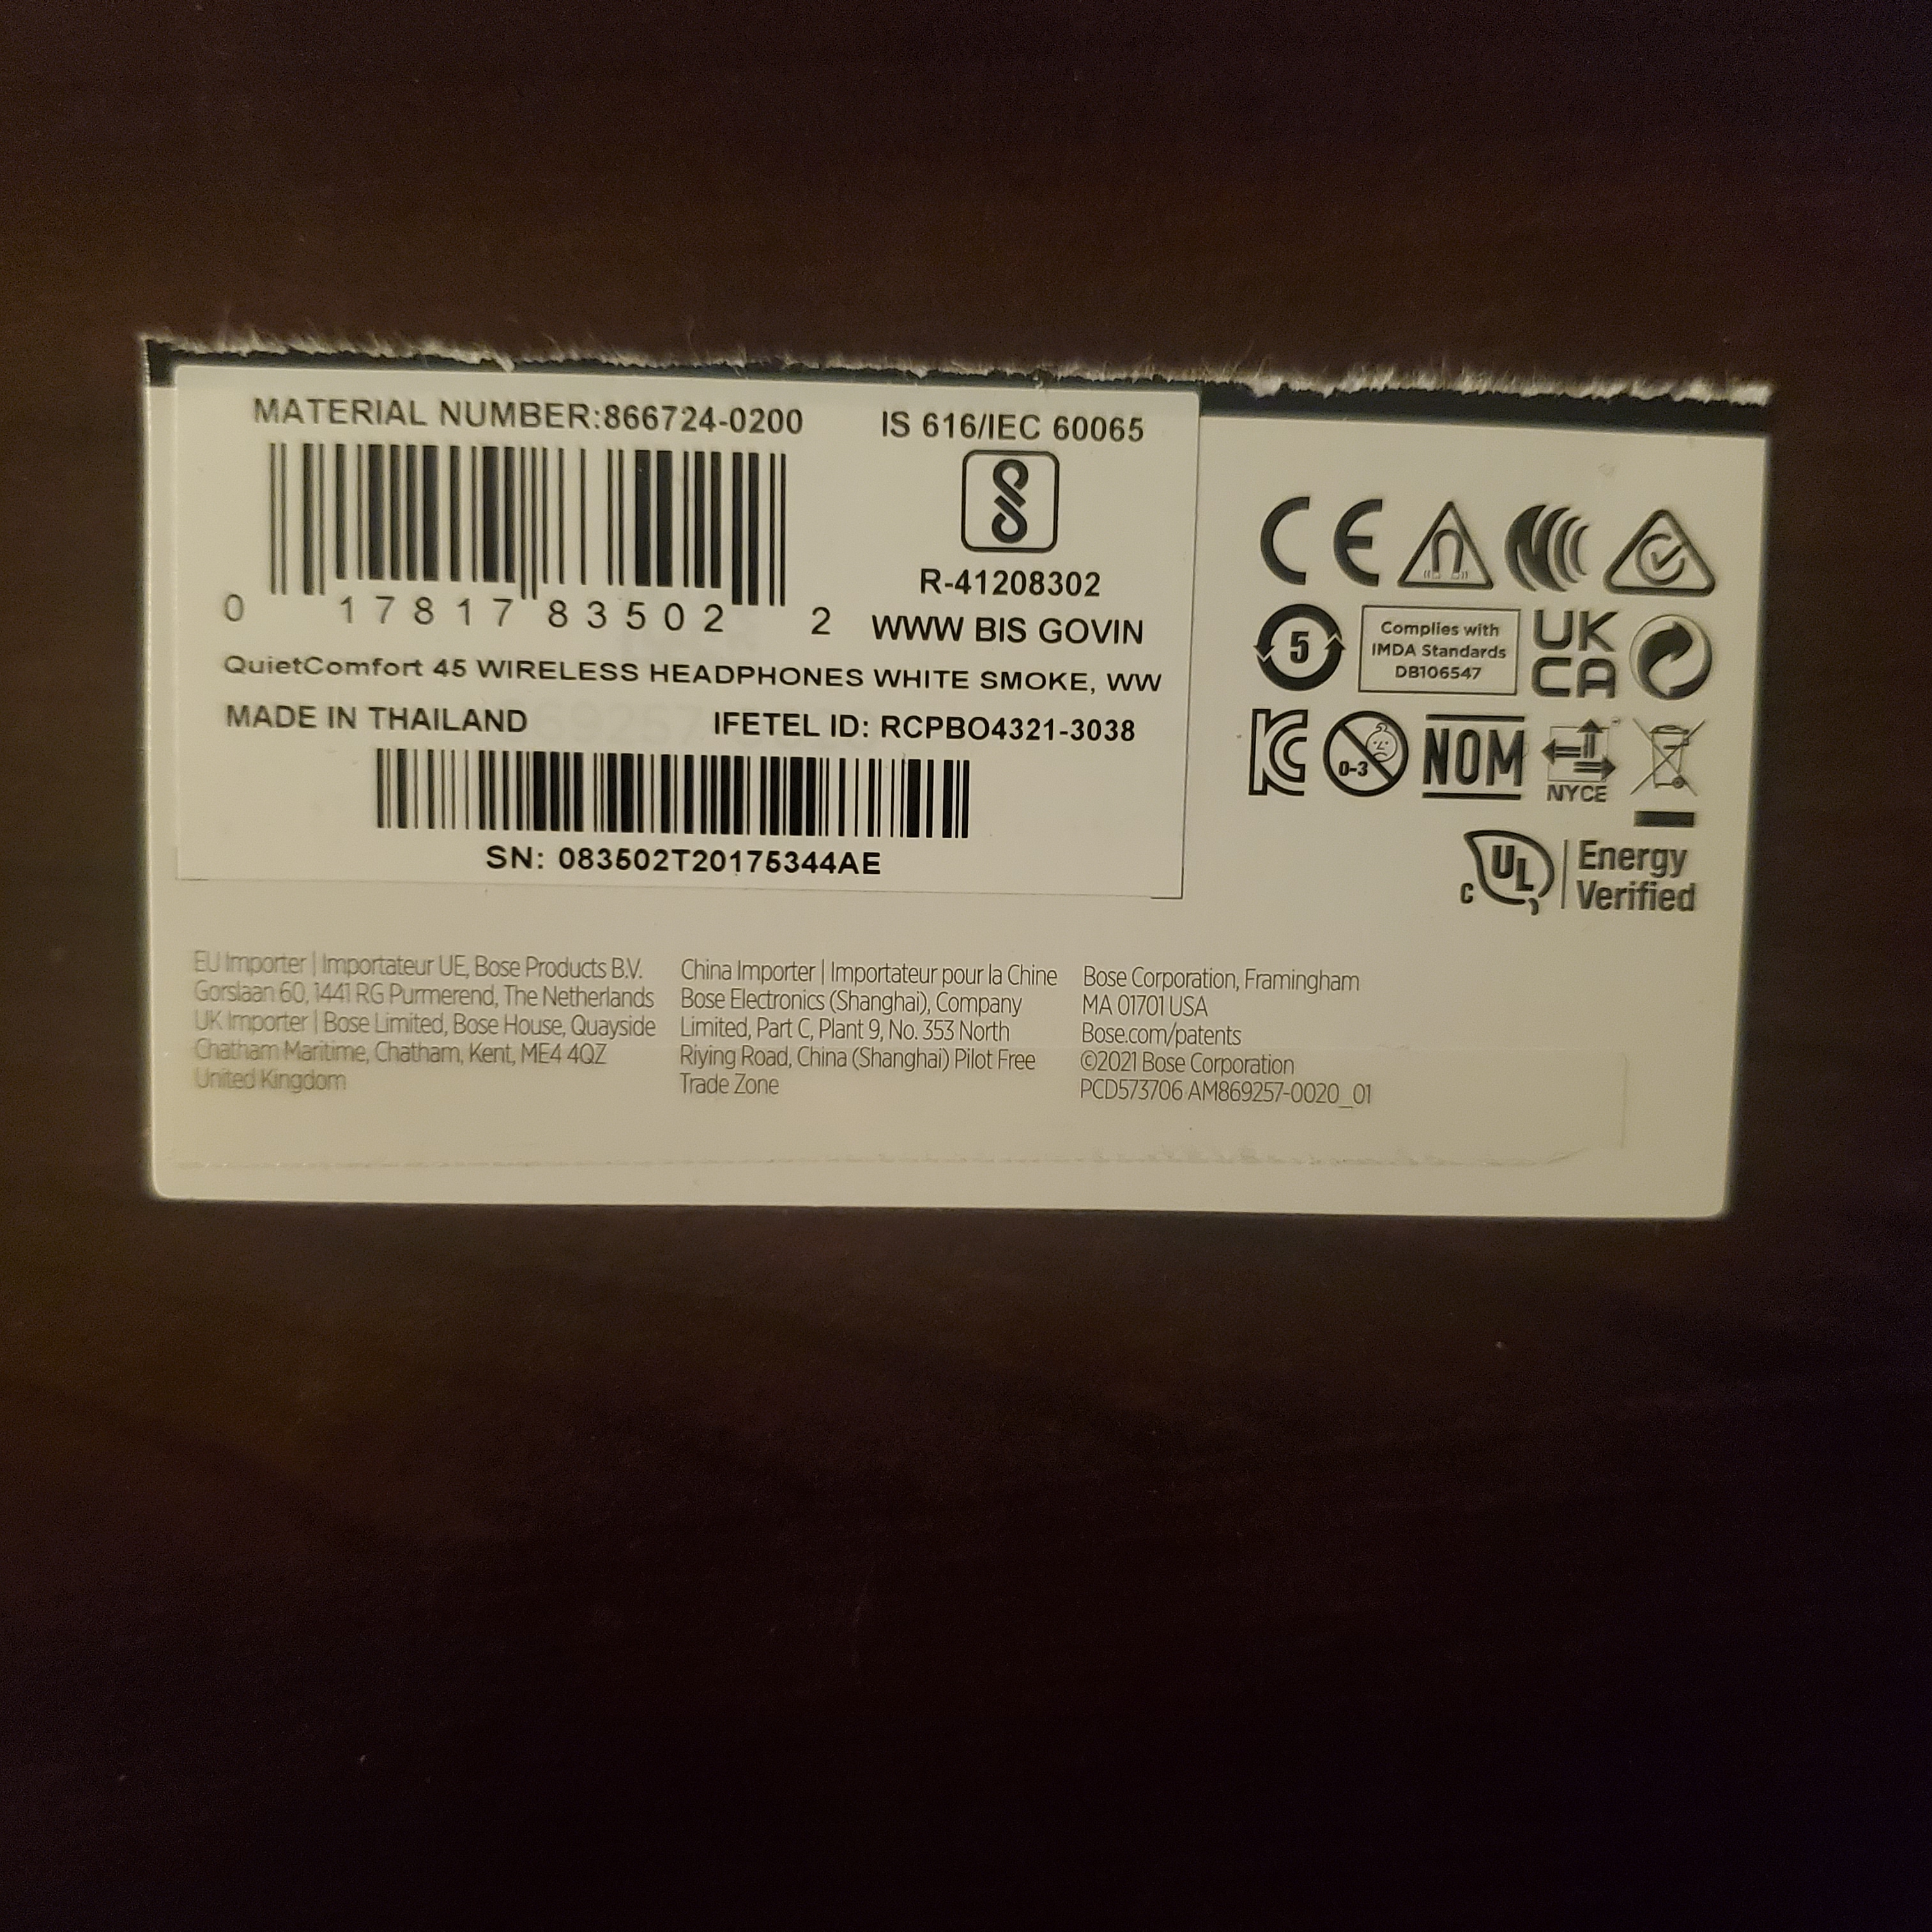 MATERIAL NUMBER:866724-0200
IS 616/IEC 60065
R-41208302
0 17817 83502 2
WWW BIS GOVIN
QuietComfort 45 WIRELESS HEADPHONES WHITE SMOKE, WW
MADE IN THAILAND
IFETEL ID: RCPBO4321-3038
SN: 083502T20175344AE
CE
5
Complies with
IMDA Standards
DB106547
UK
CA
KC
0-3
NOM
NYCE
C UL
Energy
Verified
EU Importer | Importateur UE, Bose Products B.V.
Gorslaan 60, 1441 RG Purmerend, The Netherlands
UK Importer | Bose Limited, Bose House, Quayside
Chatham Maritime, Chatham, Kent, ME4 4QZ
United Kingdom
China Importer | Importateur pour la Chine
Bose Electronics (Shanghai), Company
Limited, Part C, Plant 9, No. 353 North
Riying Road, China (Shanghai) Pilot Free
Trade Zone
Bose Corporation, Framingham
MA 01701 USA
Bose.com/patents
©2021 Bose Corporation
PCD573706 AM869257-0020_01